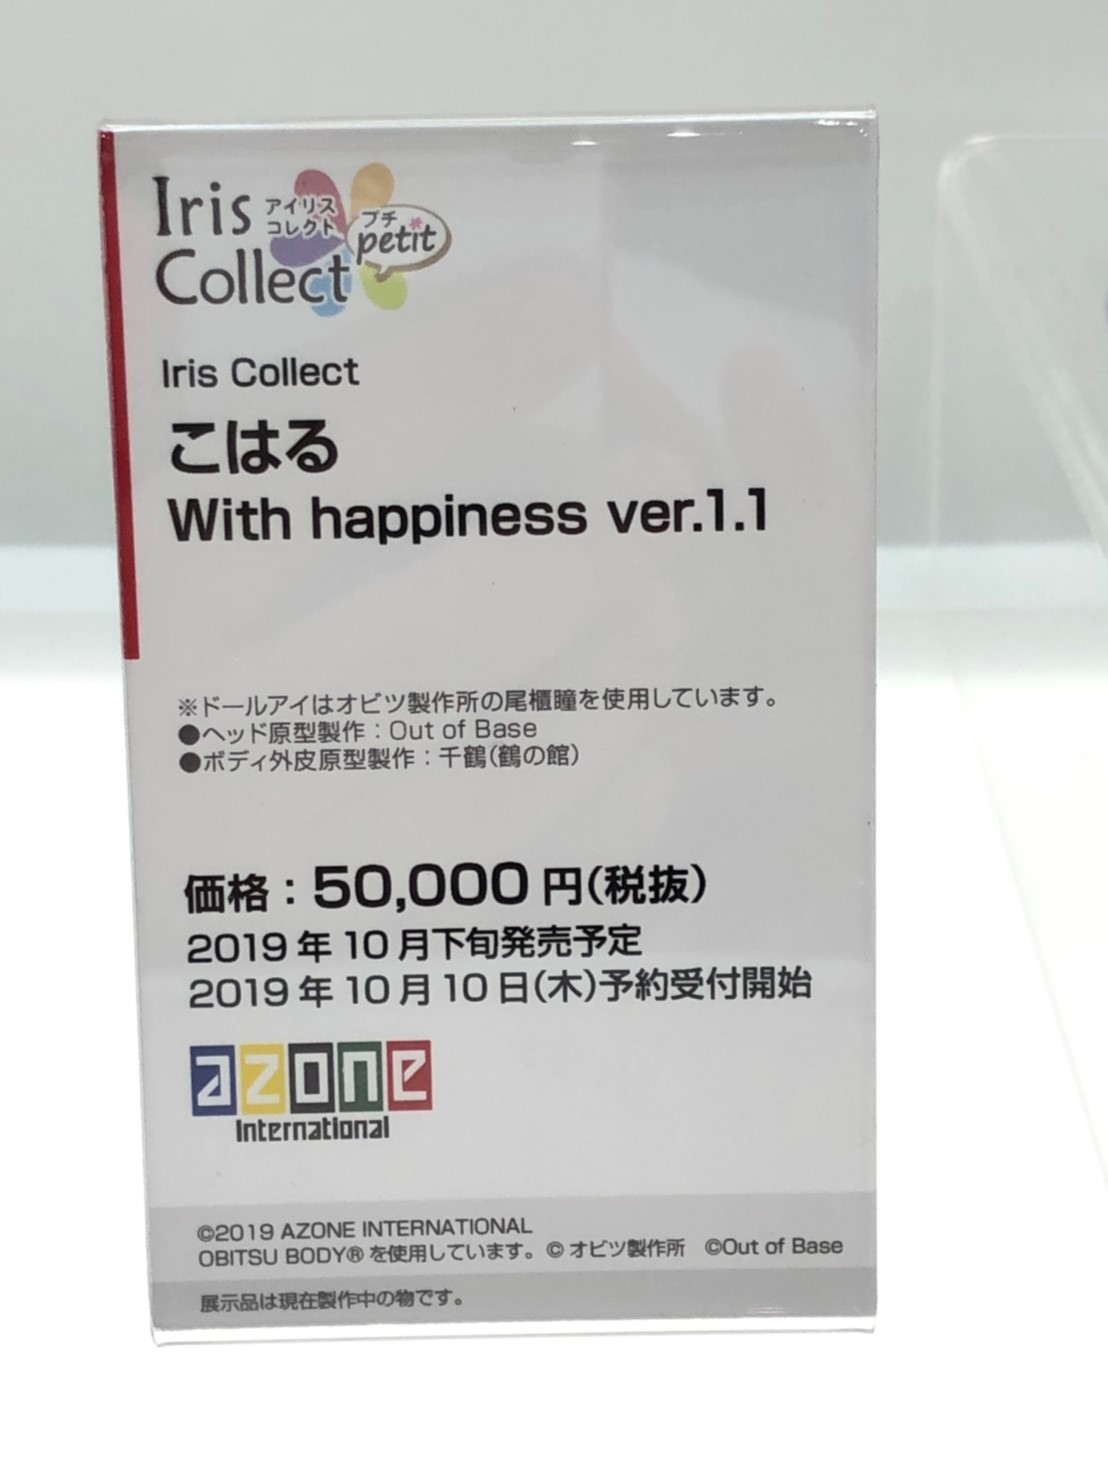 Iris アイリス
コレクト
Collect プチ
petit
Iris Collect
こはる
With happiness ver.1.1
※ドールアイはオビツ製作所の尾櫃瞳を使用しています。
●ヘッド原型製作：Out of Base
●ボディ外皮原型製作：千鶴(鶴の館)
価格：50,000円(税抜)
2019年10月下旬発売予定
2019年10月10日(木)予約受付開始
azone
International
©2019 AZONE INTERNATIONAL
OBITSU BODY®を使用しています。©オビツ製作所 ©Out of Base
展示品は現在製作中の物です。